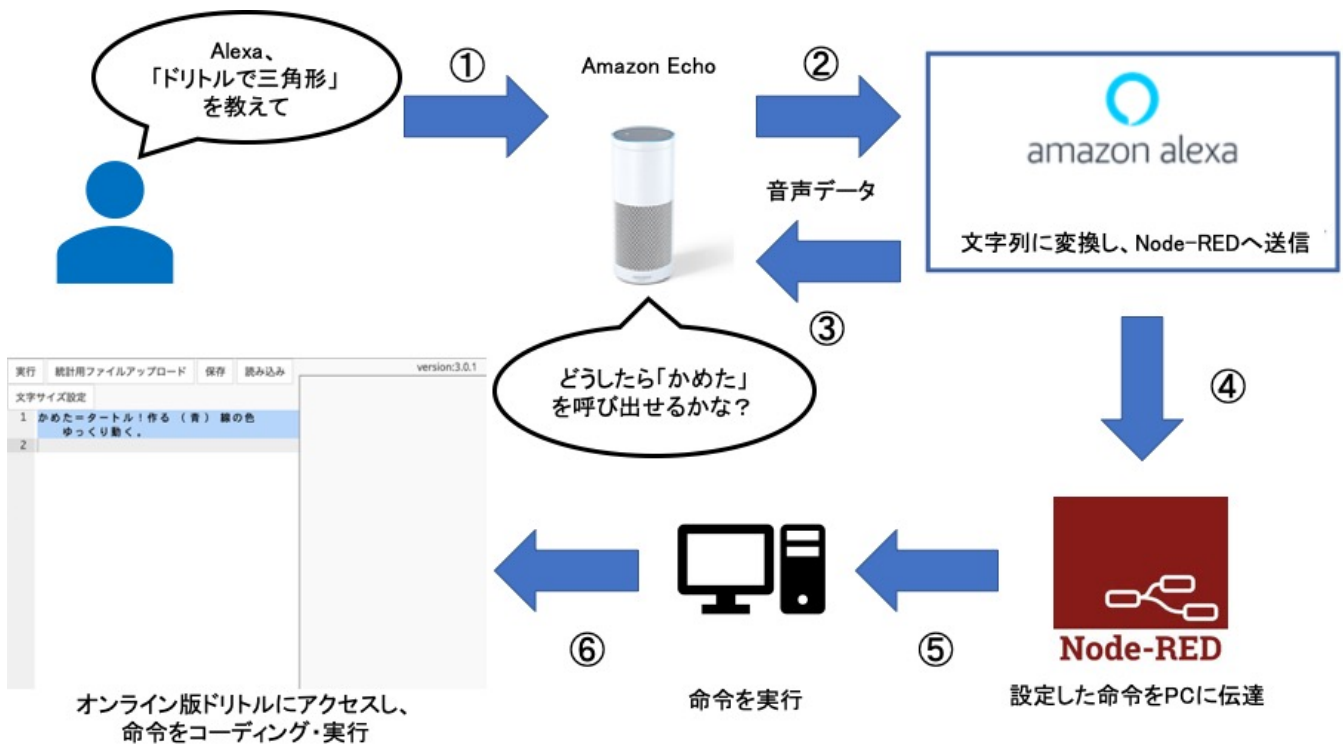 Alexa、
「ドリトルで三角形」
を教えて
①
Amazon Echo
②
音声データ
amazon alexa
文字列に変換し、Node-REDへ送信
③
どうしたら「かめた」
を呼び出せるかな？
④
Node-RED
設定した命令をPCに伝達
⑤
命令を実行
⑥
実行 統計用ファイルアップロード 保存 読み込み version:3.0.1
文字サイズ設定
1 かめた＝タートル！作る （青） 線の色
ゆっくり動く。
2
オンライン版ドリトルにアクセスし、
命令をコーディング・実行